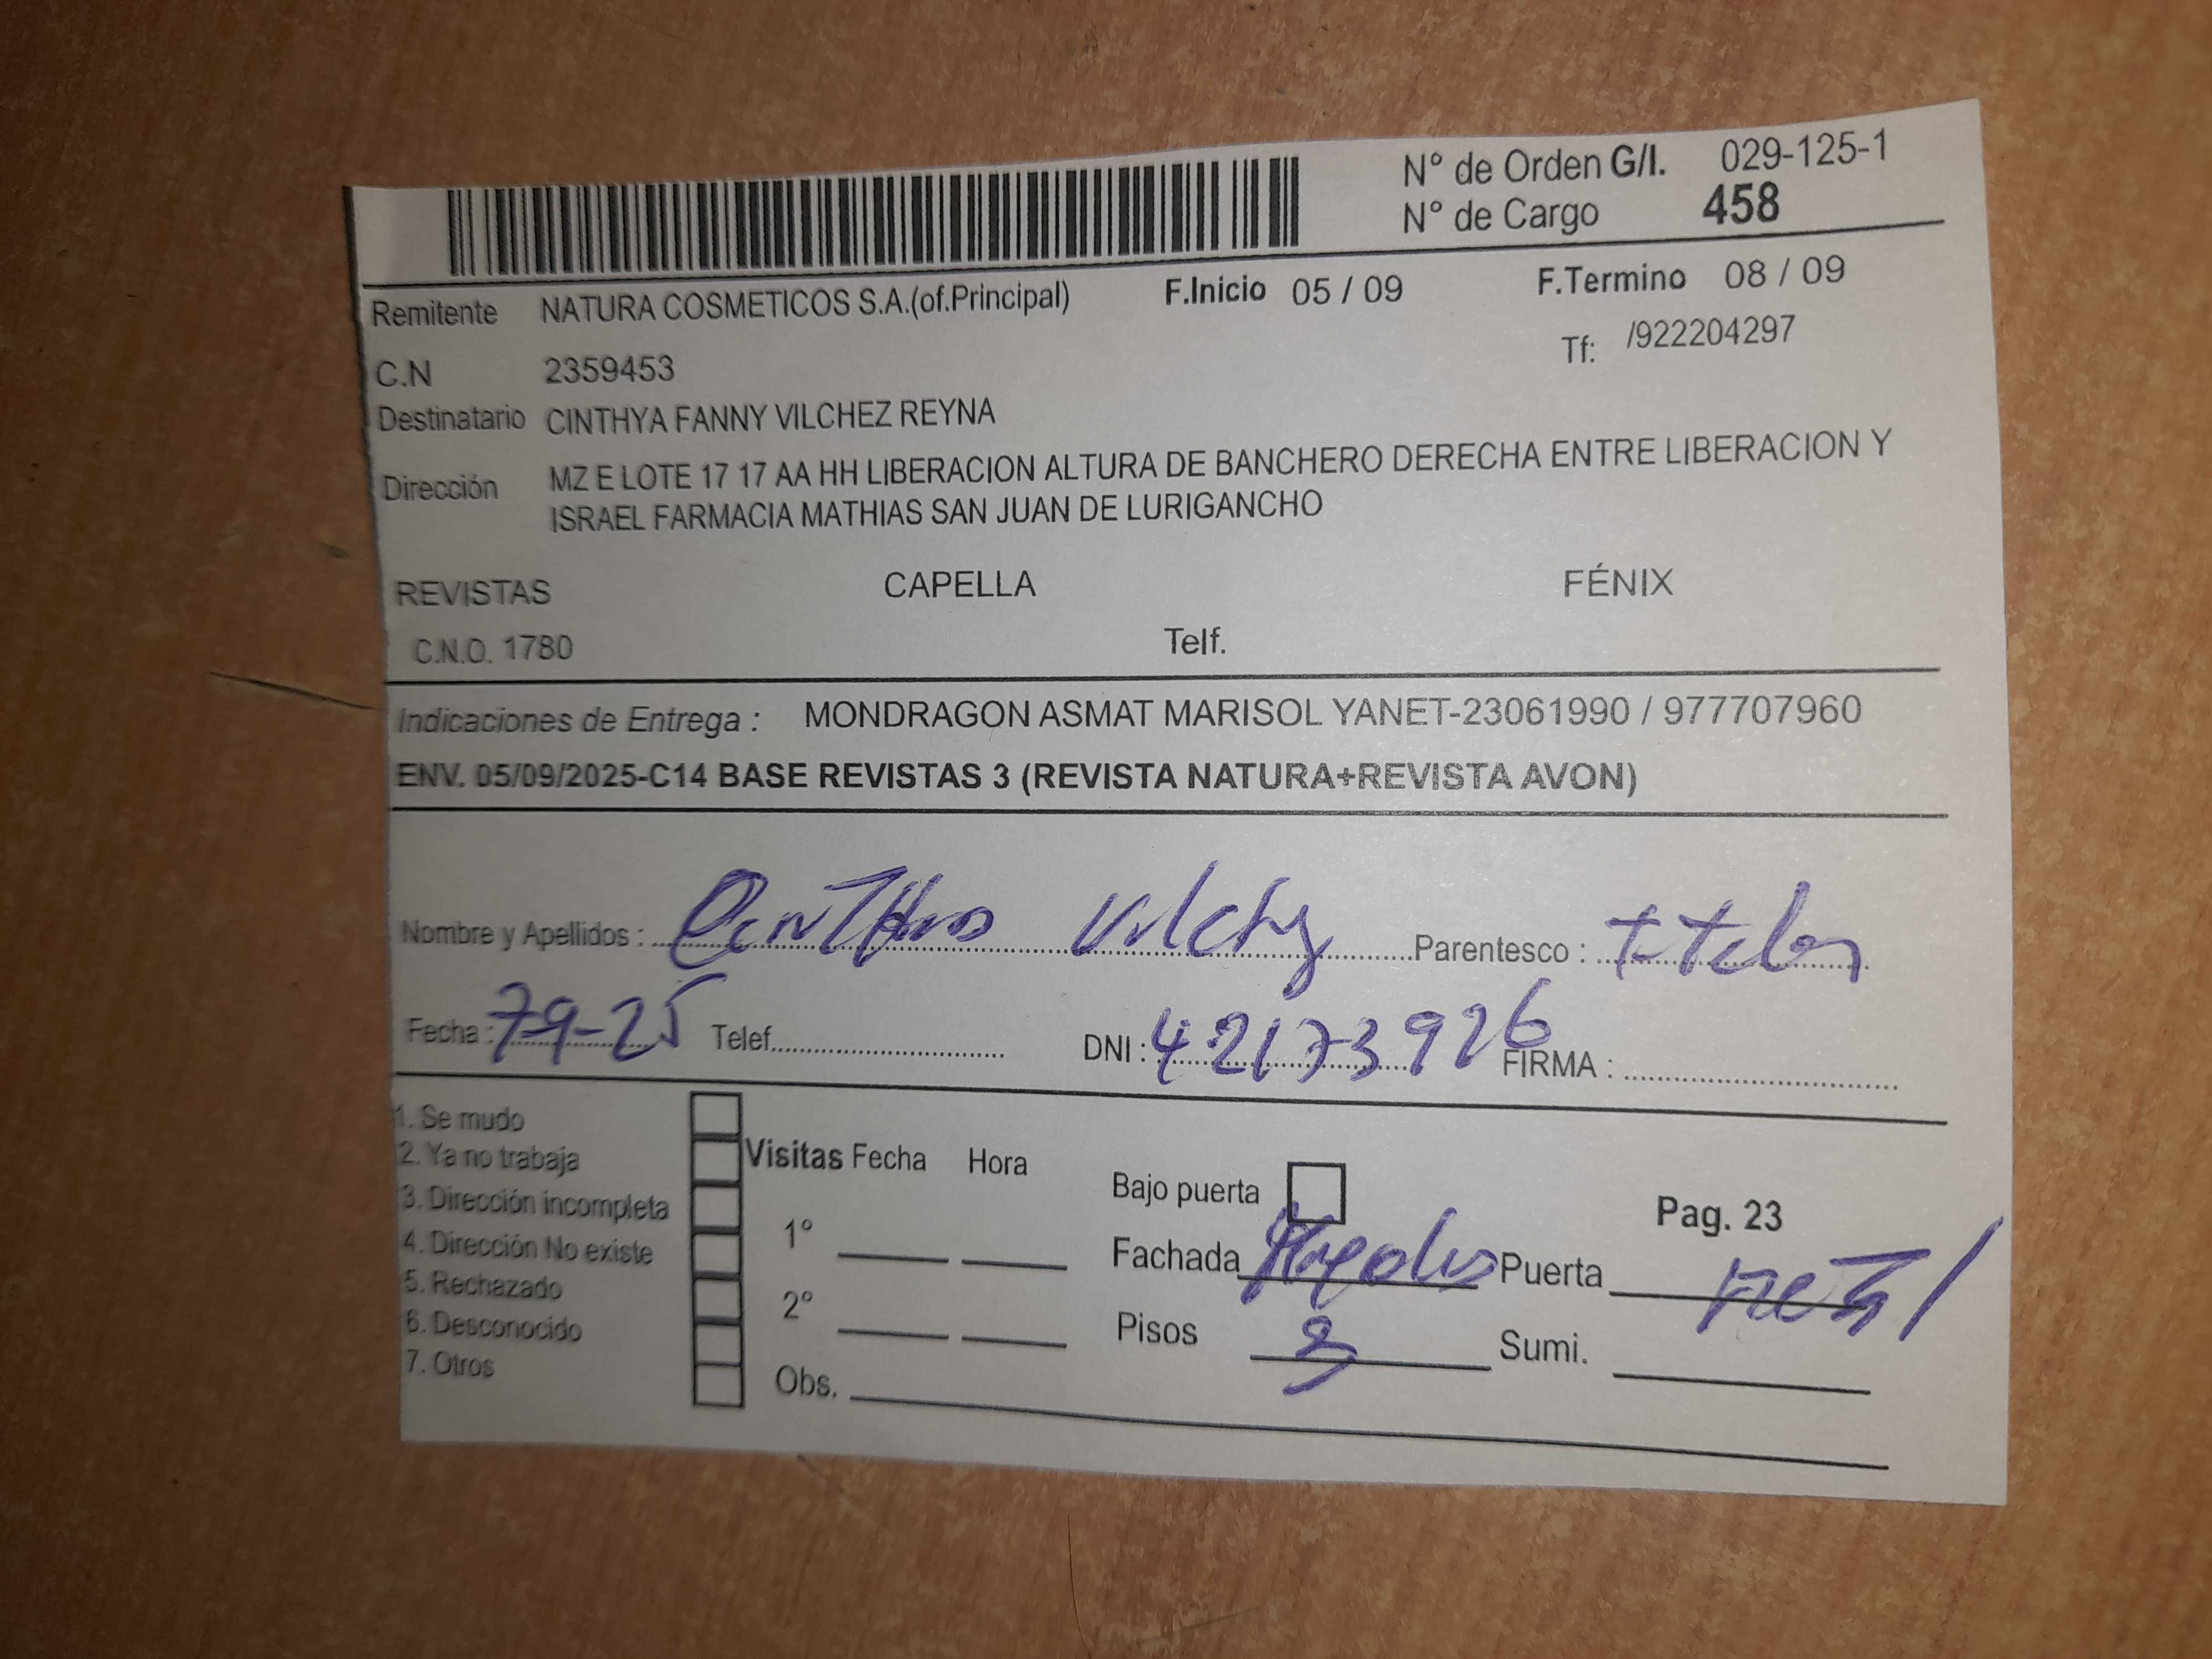 N° de Orden G/I. 029-125-1
N° de Cargo 458
Remitente NATURA COSMETICOS S.A.(of.Principal) F.Inicio 05 / 09 F.Termino 08 / 09
C.N 2359453 Tf: /922204297
Destinatario CINTHYA FANNY VILCHEZ REYNA
Dirección MZ E LOTE 17 17 AA HH LIBERACION ALTURA DE BANCHERO DERECHA ENTRE LIBERACION Y
ISRAEL FARMACIA MATHIAS SAN JUAN DE LURIGANCHO
REVISTAS CAPELLA FÉNIX
C.N.O. 1780 Telf.
Indicaciones de Entrega : MONDRAGON ASMAT MARISOL YANET-23061990 / 977707960
ENV. 05/09/2025-C14 BASE REVISTAS 3 (REVISTA NATURA+REVISTA AVON)
Nombre y Apellidos : Parentesco :
Fecha : 79-25 Telef. DNI : 42173926 FIRMA :
1. Se mudo
2. Ya no trabaja
3. Dirección incompleta
4. Dirección No existe
5. Rechazado
6. Desconocido
7. Otros
Visitas Fecha Hora
1°
2°
Obs.
Bajo puerta
Pag. 23
Fachada Puerta
Pisos 3 Sumi.